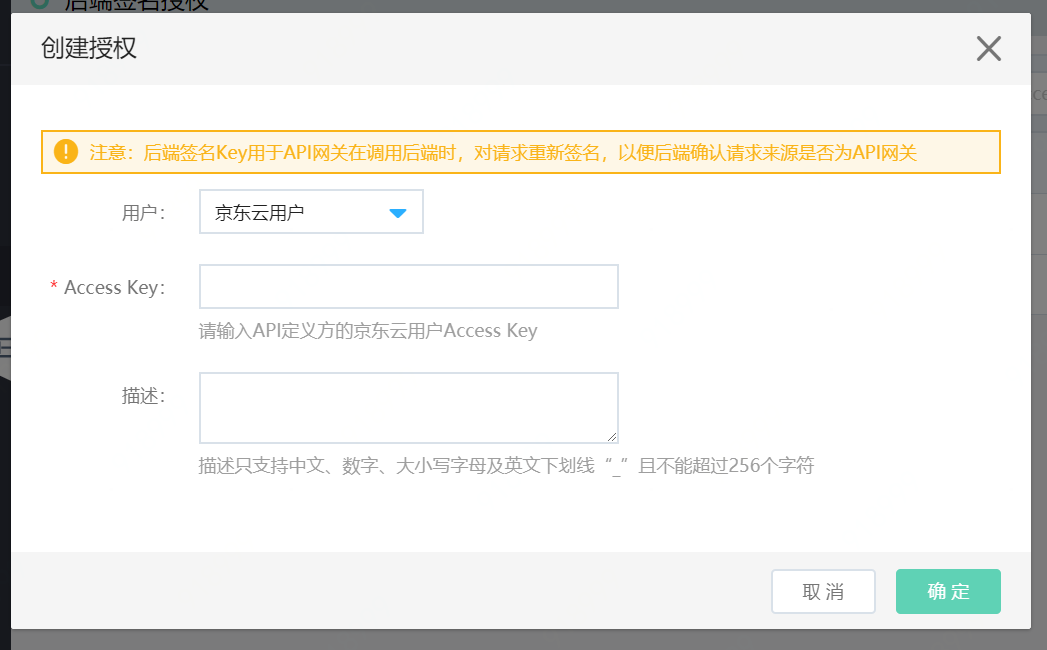 后端签名授权
创建授权
注意：后端签名Key用于API网关在调用后端时，对请求重新签名，以便后端确认请求来源是否为API网关
用户：
京东云用户
* Access Key：
请输入API定义方的京东云用户Access Key
描述：
描述只支持中文、数字、大小写字母及英文下划线“_”且不能超过256个字符
取 消
确 定